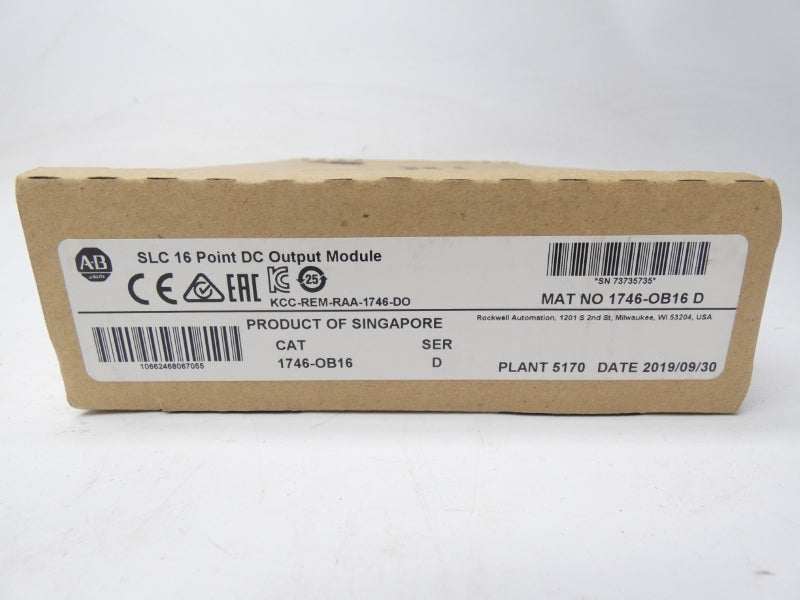 A-B
QUALITY
SLC 16 Point DC Output Module
CE EAC 25
KCC-REM-RAA-1746-DO
*SN 73735735*
MAT NO 1746-OB16 D
Rockwell Automation, 1201 S 2nd St, Milwaukee, WI 53204, USA
PRODUCT OF SINGAPORE
CAT SER
1746-OB16 D
10662468067055
PLANT 5170 DATE 2019/09/30